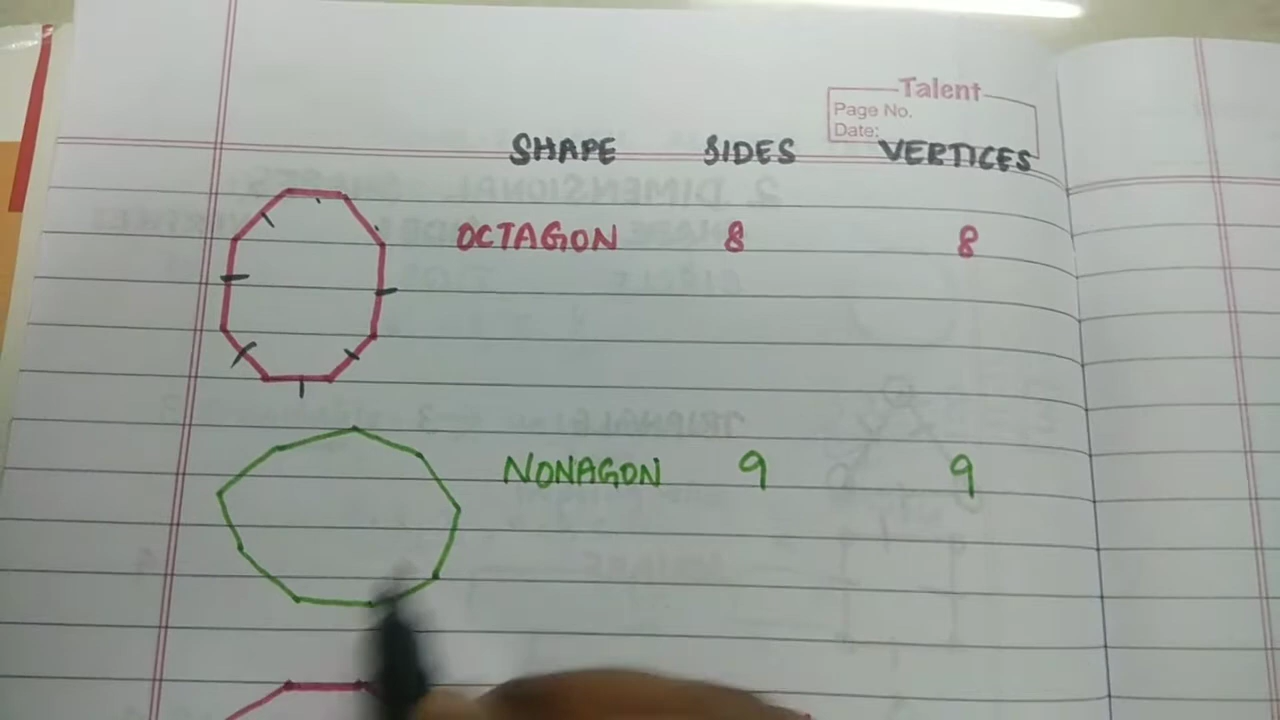 Talent
Page No.
Date:
SHAPE SIDES VERTICES
OCTAGON 8 8
NONAGON 9 9